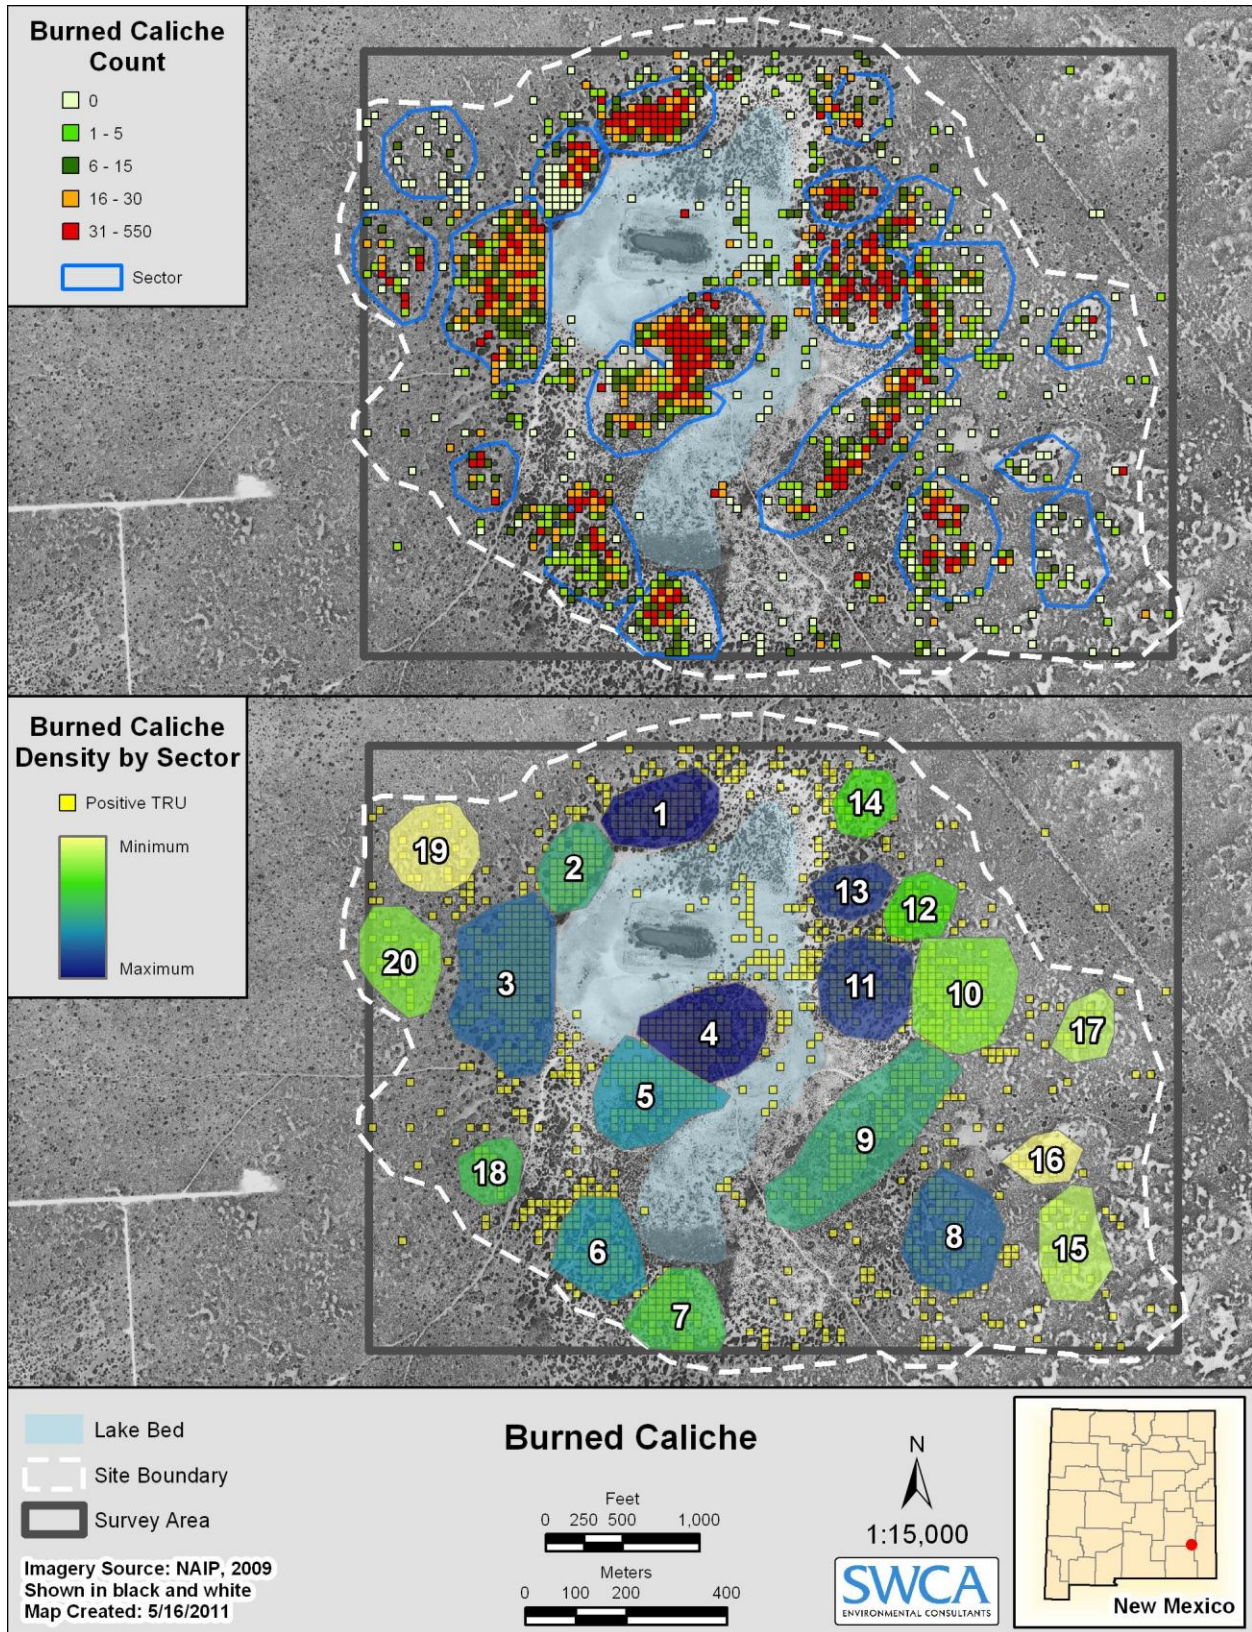 Burned Caliche
Count
0
1 - 5
6 - 15
16 - 30
31 - 550
Sector
Burned Caliche
Density by Sector
Positive TRU
Minimum
Maximum
1
14
19
2
13
12
20
3
11
10
4
17
5
9
16
18
8
6
15
7
Lake Bed
Site Boundary
Survey Area
Imagery Source: NAIP, 2009
Shown in black and white
Map Created: 5/16/2011
Burned Caliche
Feet
0 250 500 1,000
Meters
0 100 200 400
N
1:15,000
SWCA
ENVIRONMENTAL CONSULTANTS
New Mexico